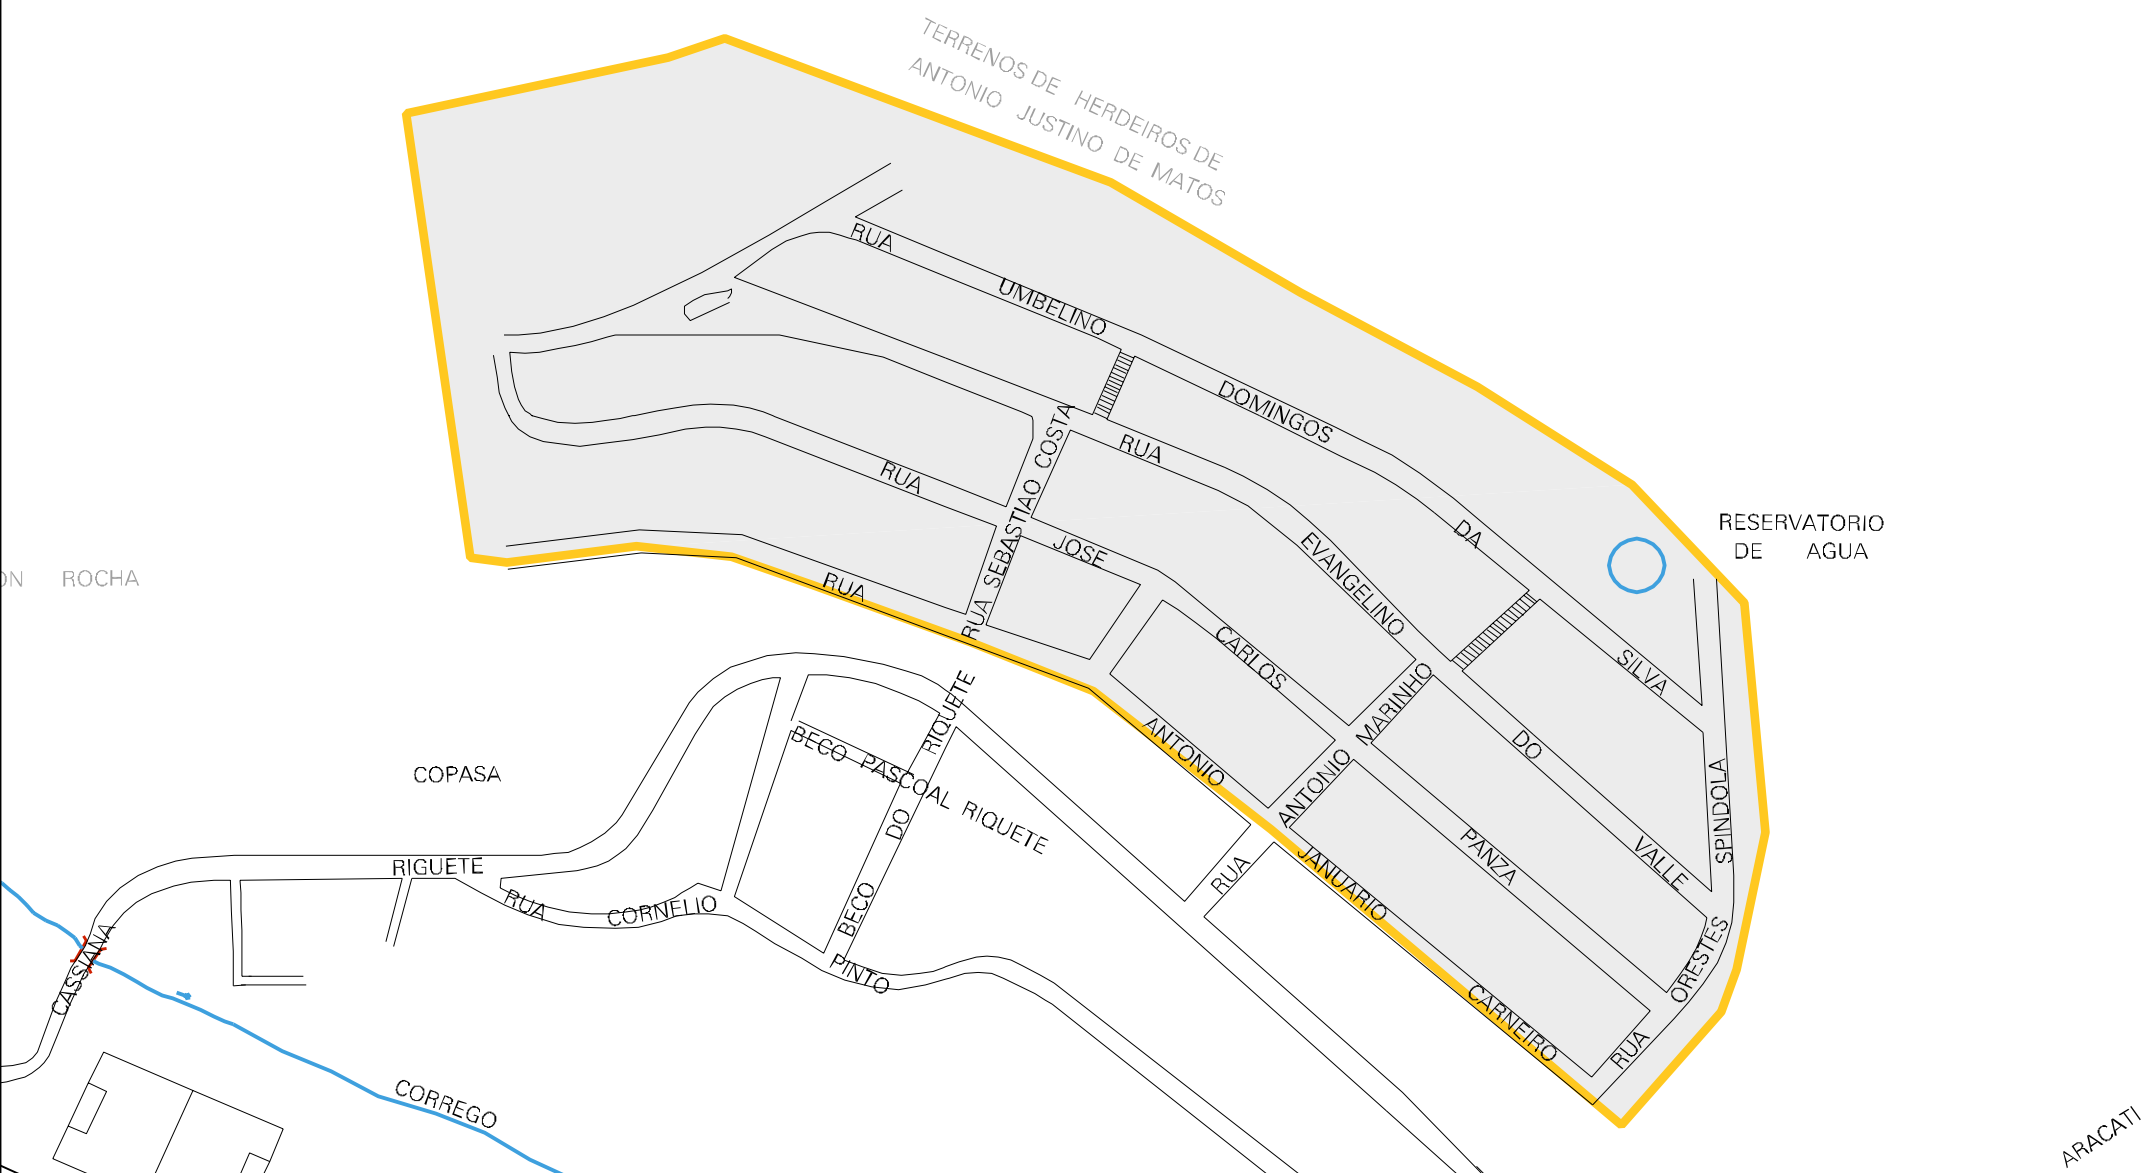 TERRENOS DE HERDEIROS DE
ANTONIO JUSTINO DE MATOS
RUA UMBELINO DOMINGOS DA SILVA
RUA EVANGELINO DO VALLE
RUA SEBASTIAO COSTA
RUA JOSE CARLOS PANZA
RUA ANTONIO JANUARIO CARNEIRO
RUA ANTONIO MARINHO
RUA ORESTES SPINDOLA
RESERVATORIO
DE AGUA
ON ROCHA
COPASA
BECO PASCOAL RIQUETE
BECO DO RIQUETE
CASSIANA RIGUETE
RUA CORNELIO PINTO
CORREGO
ARACATI